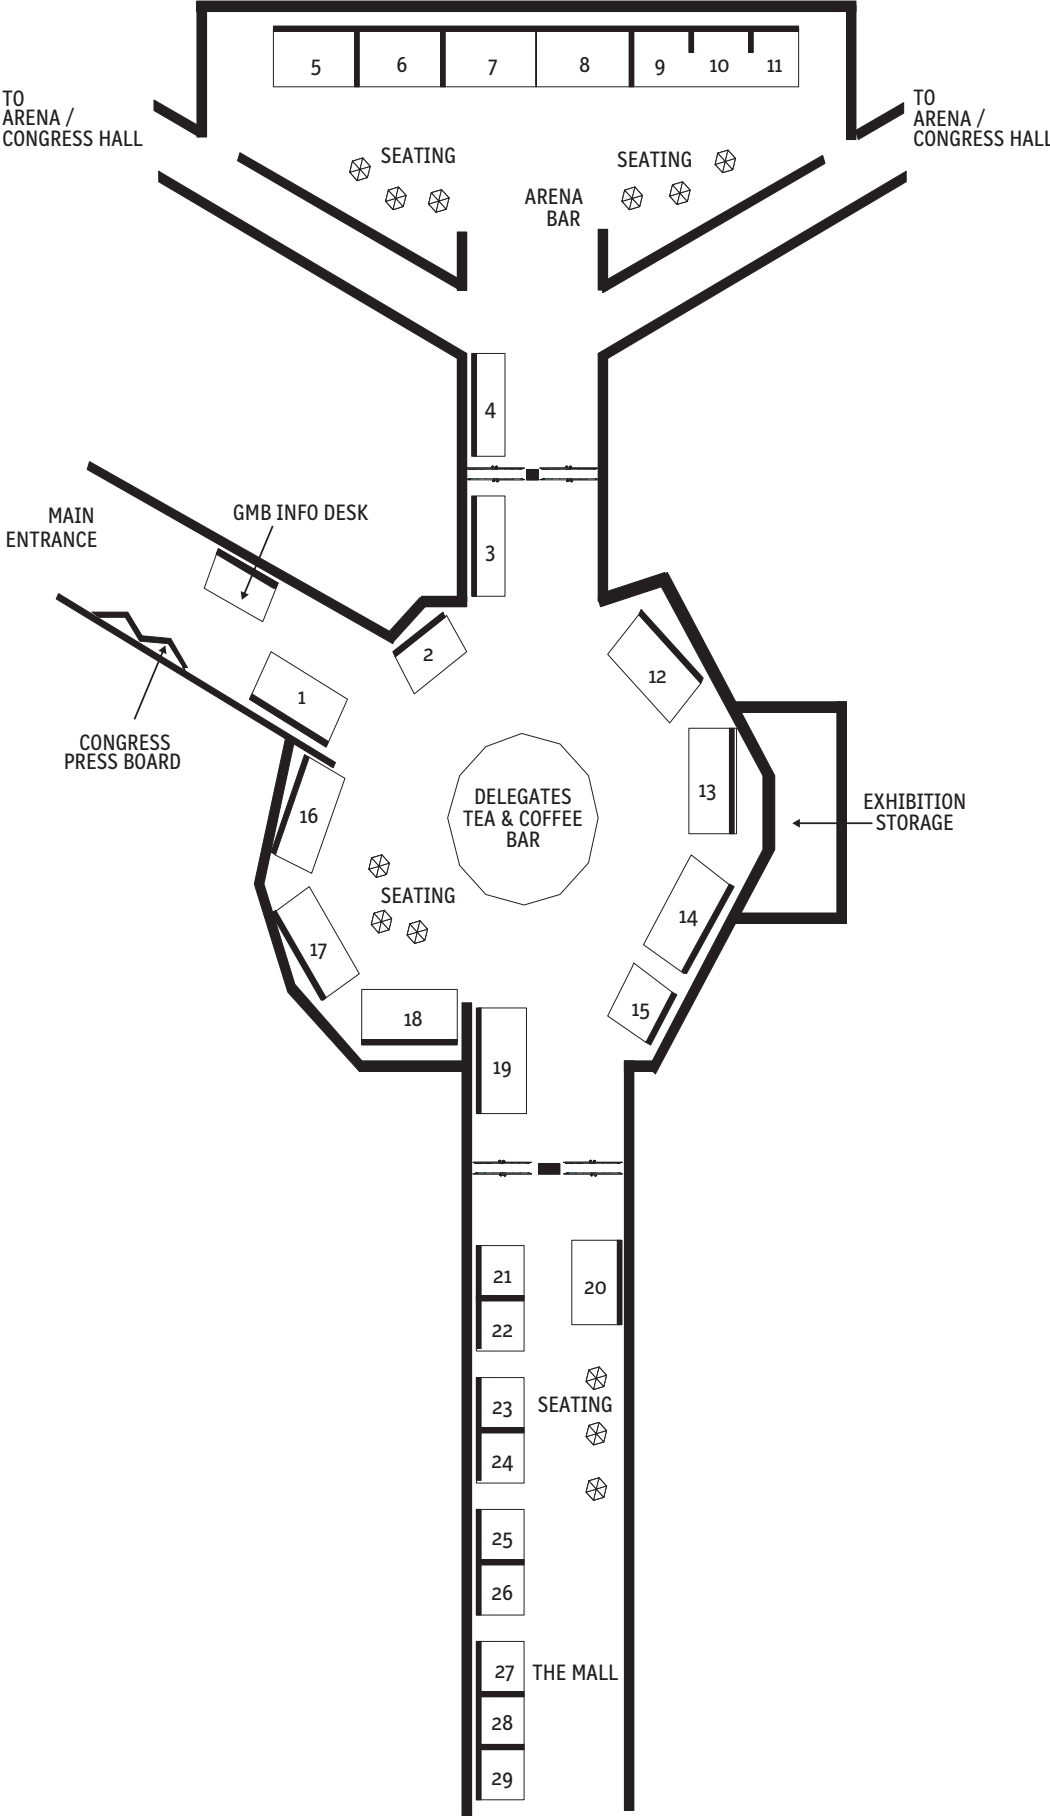 5 6 7 8 9 10 11
TO
ARENA /
CONGRESS HALL
TO
ARENA /
CONGRESS HALL
SEATING
SEATING
ARENA
BAR
4
3
MAIN
ENTRANCE
GMB INFO DESK
2
12
1
CONGRESS
PRESS BOARD
13
DELEGATES
TEA & COFFEE
BAR
EXHIBITION
STORAGE
16
SEATING
14
17
15
18
19
21
20
22
23
SEATING
24
25
26
27
THE MALL
28
29